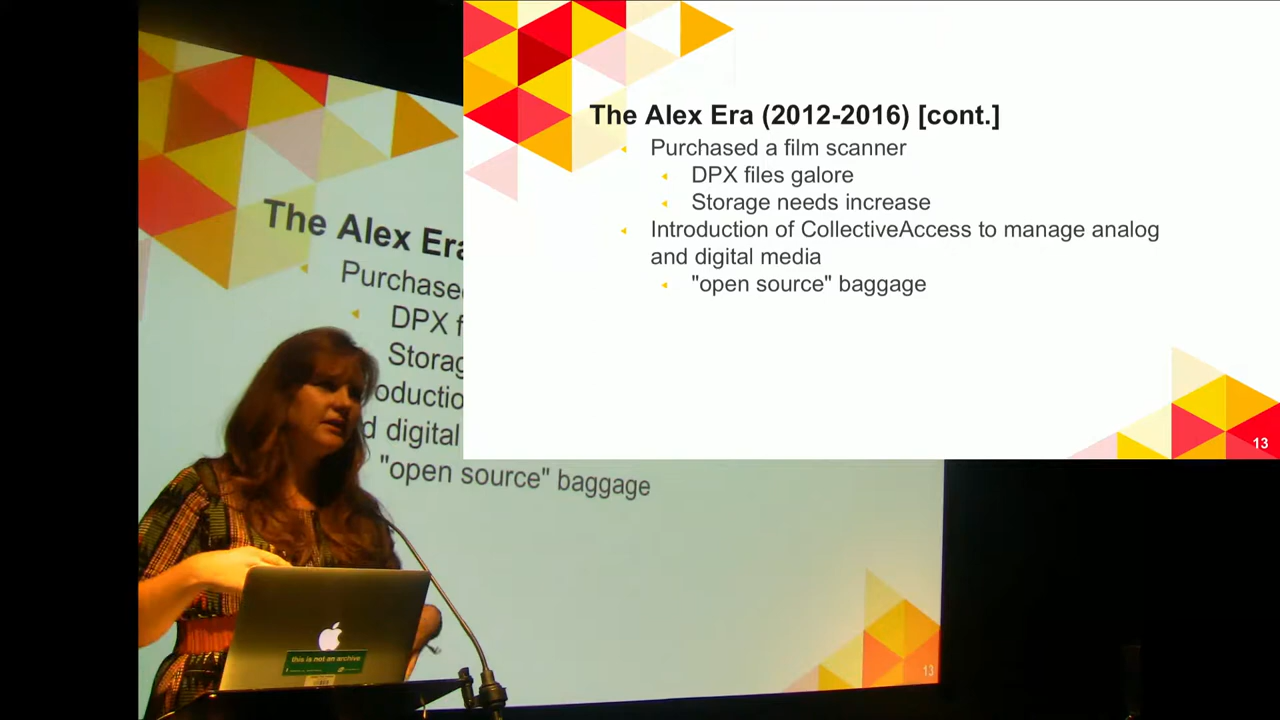 The Alex Era (2012-2016) [cont.]
Purchased a film scanner
DPX files galore
Storage needs increase
Introduction of CollectiveAccess to manage analog
and digital media
"open source" baggage
13
The Alex Era
Purchased
DPX f
Storag
oductio
d digital
"open source" baggage
13
this is not an archive